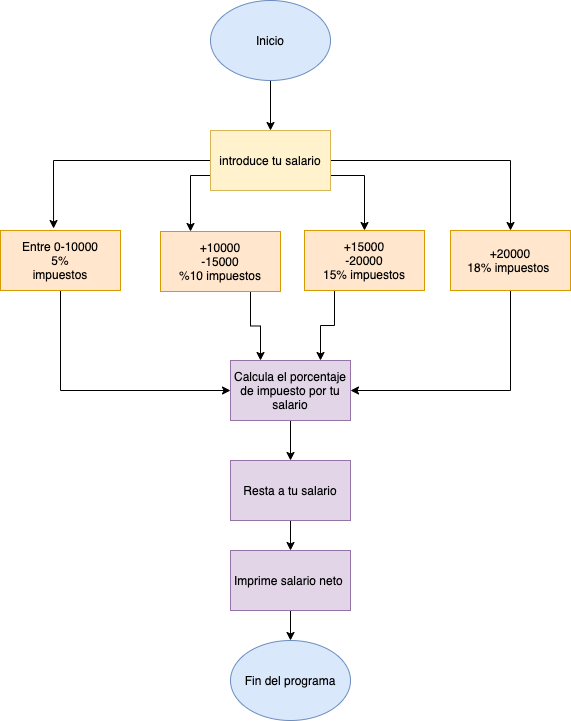 Inicio
introduce tu salario
Entre 0-10000
5%
impuestos
+10000
-15000
%10 impuestos
+15000
-20000
15% impuestos
+20000
18% impuestos
Calcula el porcentaje
de impuesto por tu
salario
Resta a tu salario
Imprime salario neto
Fin del programa